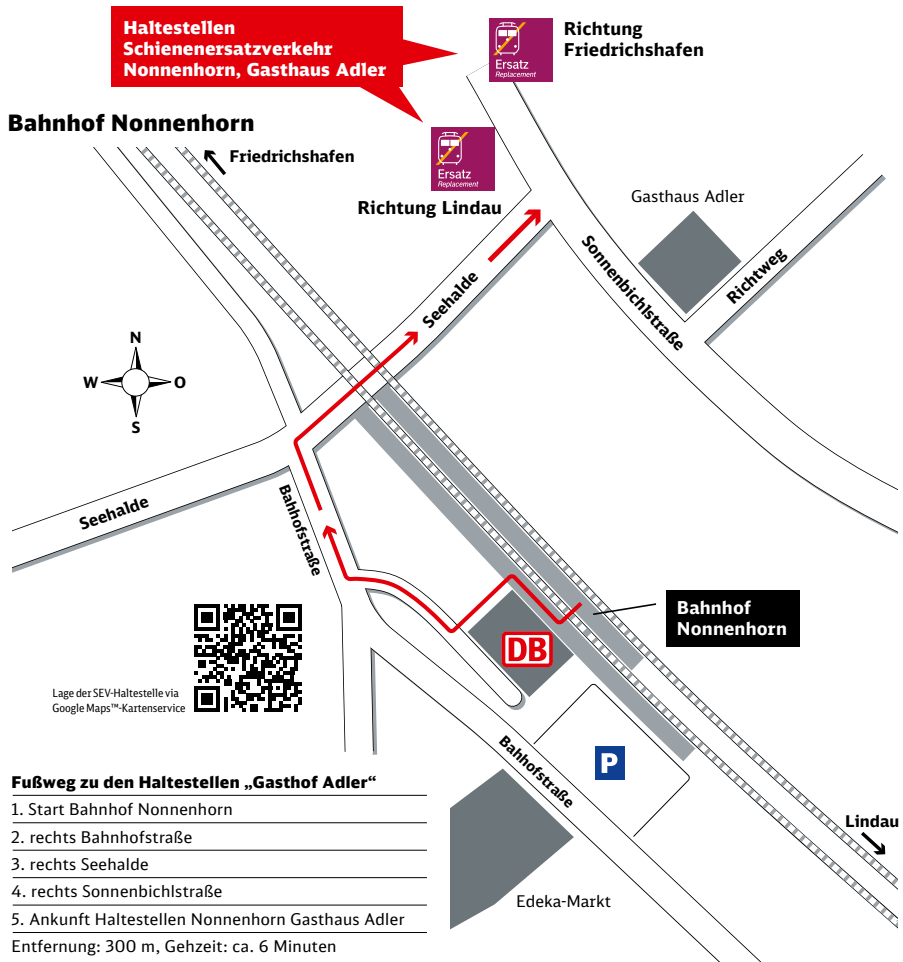 Haltestellen
Schienenersatzverkehr
Nonnenhorn, Gasthaus Adler
Ersatz
Replacement
Richtung
Friedrichshafen
Bahnhof Nonnenhorn
Friedrichshafen
Ersatz
Replacement
Richtung Lindau
Gasthaus Adler
Sonnenbichlstraße
Richtweg
Seehalde
N
W
O
S
Seehalde
Bahnhofstraße
Bahnhof
Nonnenhorn
DB
Lage der SEV-Haltestelle via
Google Maps™-Kartenservice
P
Bahnhofstraße
Lindau
Edeka-Markt
Fußweg zu den Haltestellen „Gasthof Adler“
1. Start Bahnhof Nonnenhorn
2. rechts Bahnhofstraße
3. rechts Seehalde
4. rechts Sonnenbichlstraße
5. Ankunft Haltestellen Nonnenhorn Gasthaus Adler
Entfernung: 300 m, Gehzeit: ca. 6 Minuten